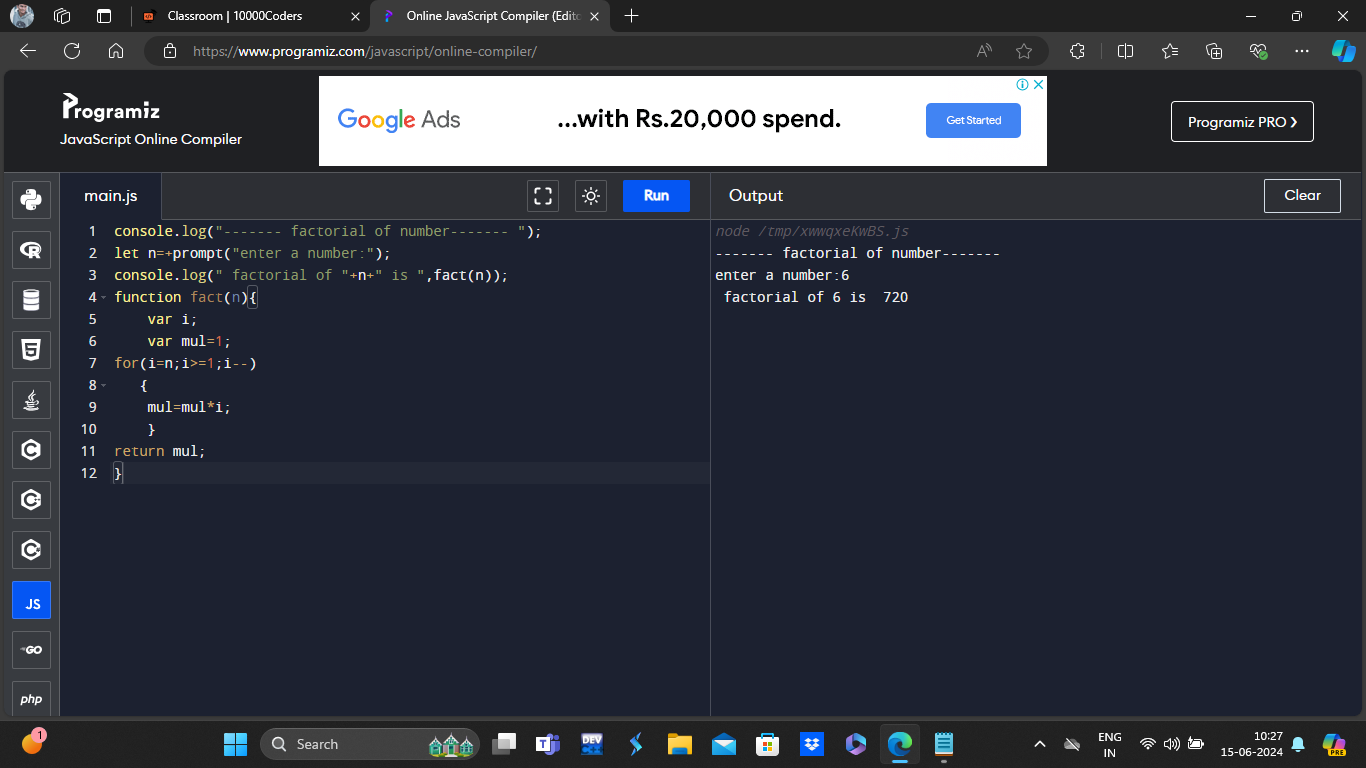 Classroom | 10000Coders
Online JavaScript Compiler (Edito
https://www.programiz.com/javascript/online-compiler/
Programiz
JavaScript Online Compiler
Google Ads
...with Rs.20,000 spend.
Get Started
Programiz PRO ❯
main.js
Run
Output
Clear
1 console.log("------- factorial of number------- ");
2 let n=+prompt("enter a number:");
3 console.log(" factorial of "+n+" is ",fact(n));
4 function fact(n){
5 var i;
6 var mul=1;
7 for(i=n;i>=1;i--)
8 {
9 mul=mul*i;
10 }
11 return mul;
12 }
node /tmp/xwwqxeKwBS.js
------- factorial of number-------
enter a number:6
factorial of 6 is  720
JS
GO
php
1
Search
DEV
ENG
IN
10:27
15-06-2024
PRE